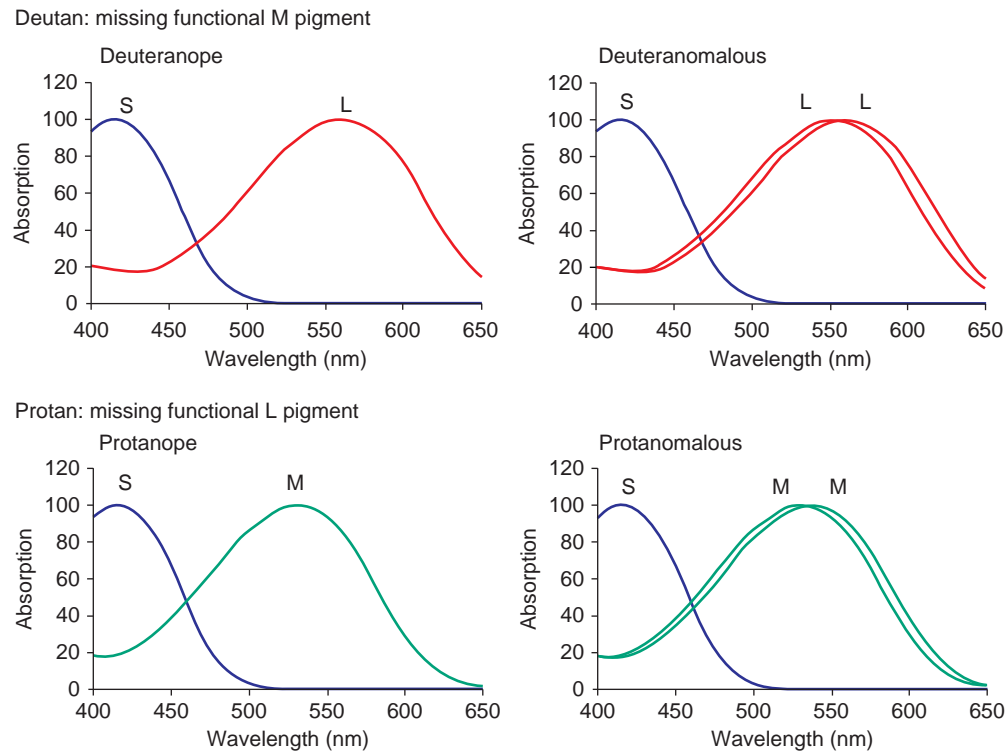 Deutan: missing functional M pigment
Deuteranope
120
100
80
60
40
20
0
Absorption
S
L
400 450 500 550 600 650
Wavelength (nm)
Deuteranomalous
120
100
80
60
40
20
0
Absorption
S
L L
400 450 500 550 600 650
Wavelength (nm)
Protan: missing functional L pigment
Protanope
120
100
80
60
40
20
0
Absorption
S
M
400 450 500 550 600 650
Wavelength (nm)
Protanomalous
120
100
80
60
40
20
0
Absorption
S
M M
400 450 500 550 600 650
Wavelength (nm)